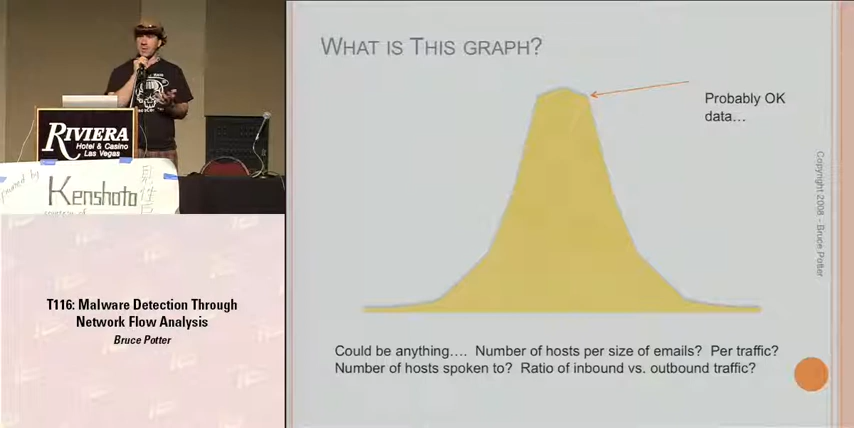 RIVIERA
Hotel & Casino
Las Vegas
Kenshoto
T116: Malware Detection Through
Network Flow Analysis
Bruce Potter
WHAT IS THIS GRAPH?
Probably OK
data...
Could be anything.... Number of hosts per size of emails? Per traffic?
Number of hosts spoken to? Ratio of inbound vs. outbound traffic?
Copyright 2008 - Bruce Potter